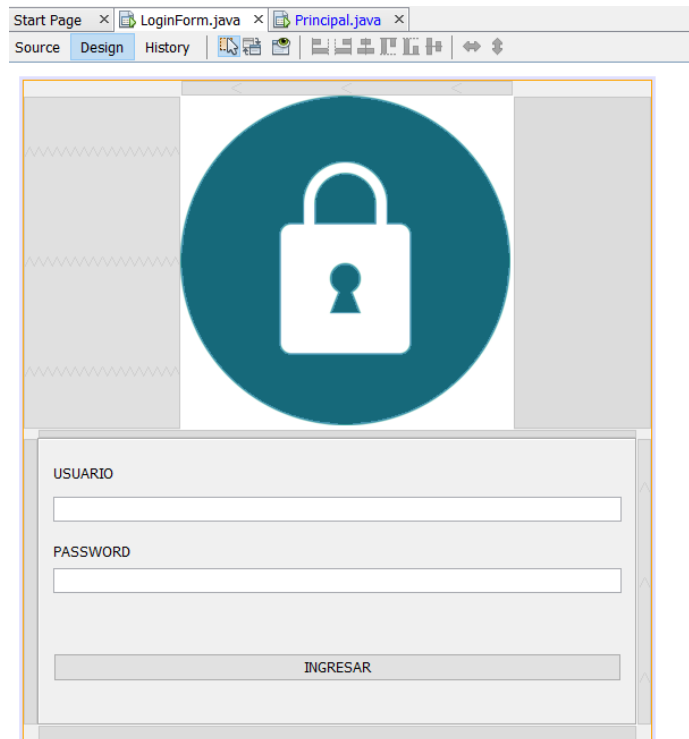 Start Page LoginForm.java Principal.java
Source Design History
USUARIO
PASSWORD
INGRESAR